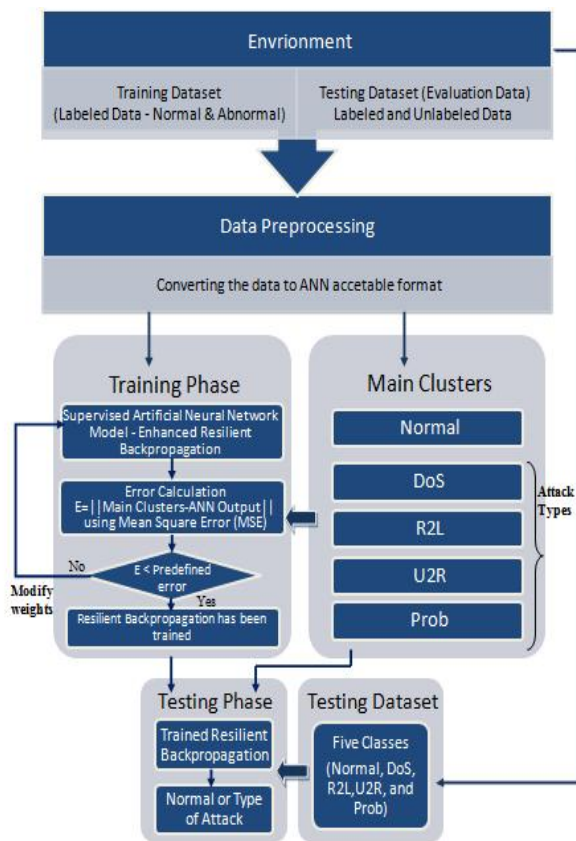 Envrionment
Training Dataset
(Labeled Data - Normal & Abnormal)
Testing Dataset (Evaluation Data)
Labeled and Unlabeled Data
Data Preprocessing
Converting the data to ANN accetable format
Training Phase
Supervised Artificial Neural Network
Model - Enhanced Resilient
Backpropagation
Error Calculation
E=||Main Clusters-ANN Output||
using Mean Square Error (MSE)
No
E < Predefined
error
Modify
weights
Yes
Resilient Backpropagation has been
trained
Main Clusters
Normal
DoS
R2L
U2R
Prob
Attack
Types
Testing Phase
Trained Resilient
Backpropagation
Normal or Type
of Attack
Testing Dataset
Five Classes
(Normal, DoS,
R2L,U2R, and
Prob)